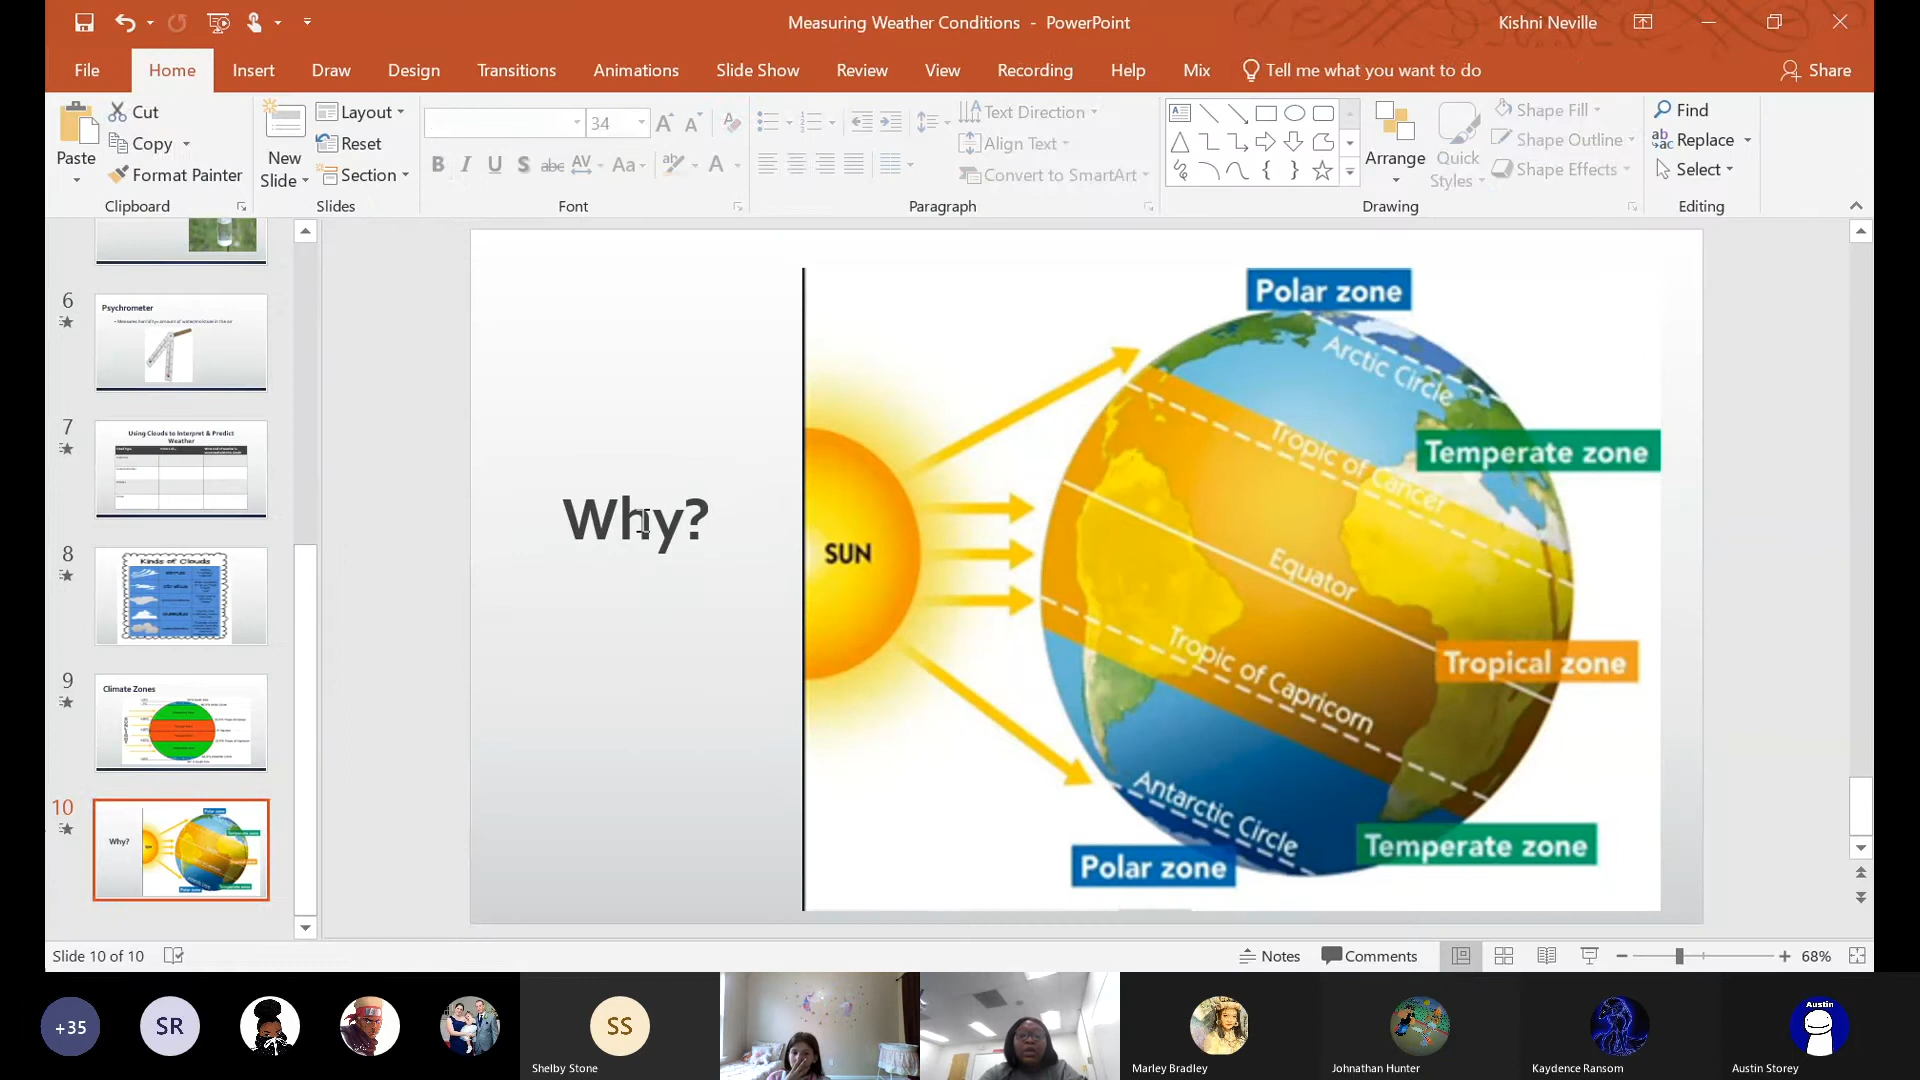 Measuring Weather Conditions - PowerPoint
Kishni Neville
File Home Insert Draw Design Transitions Animations Slide Show Review View Recording Help Mix Tell me what you want to do Share
Paste
Cut
Copy
Format Painter
Clipboard
New
Slide
Layout
Reset
Section
Slides
34
Font
Text Direction
Align Text
Convert to SmartArt
Paragraph
Arrange
Quick
Styles
Shape Fill
Shape Outline
Shape Effects
Drawing
Find
Replace
Select
Editing
6
Psychrometer
7
Using Clouds to Interpret & Predict
Weather
8
Kinds of Clouds
9
Climate Zones
10
Why?
Why?
SUN
Polar zone
Arctic Circle
Temperate zone
Tropic of Cancer
Equator
Tropical zone
Tropic of Capricorn
Antarctic Circle
Temperate zone
Polar zone
Slide 10 of 10
Notes
Comments
68%
+35
SR
SS
Shelby Stone
Marley Bradley
Johnathan Hunter
Kaydence Ransom
Austin
Austin Storey